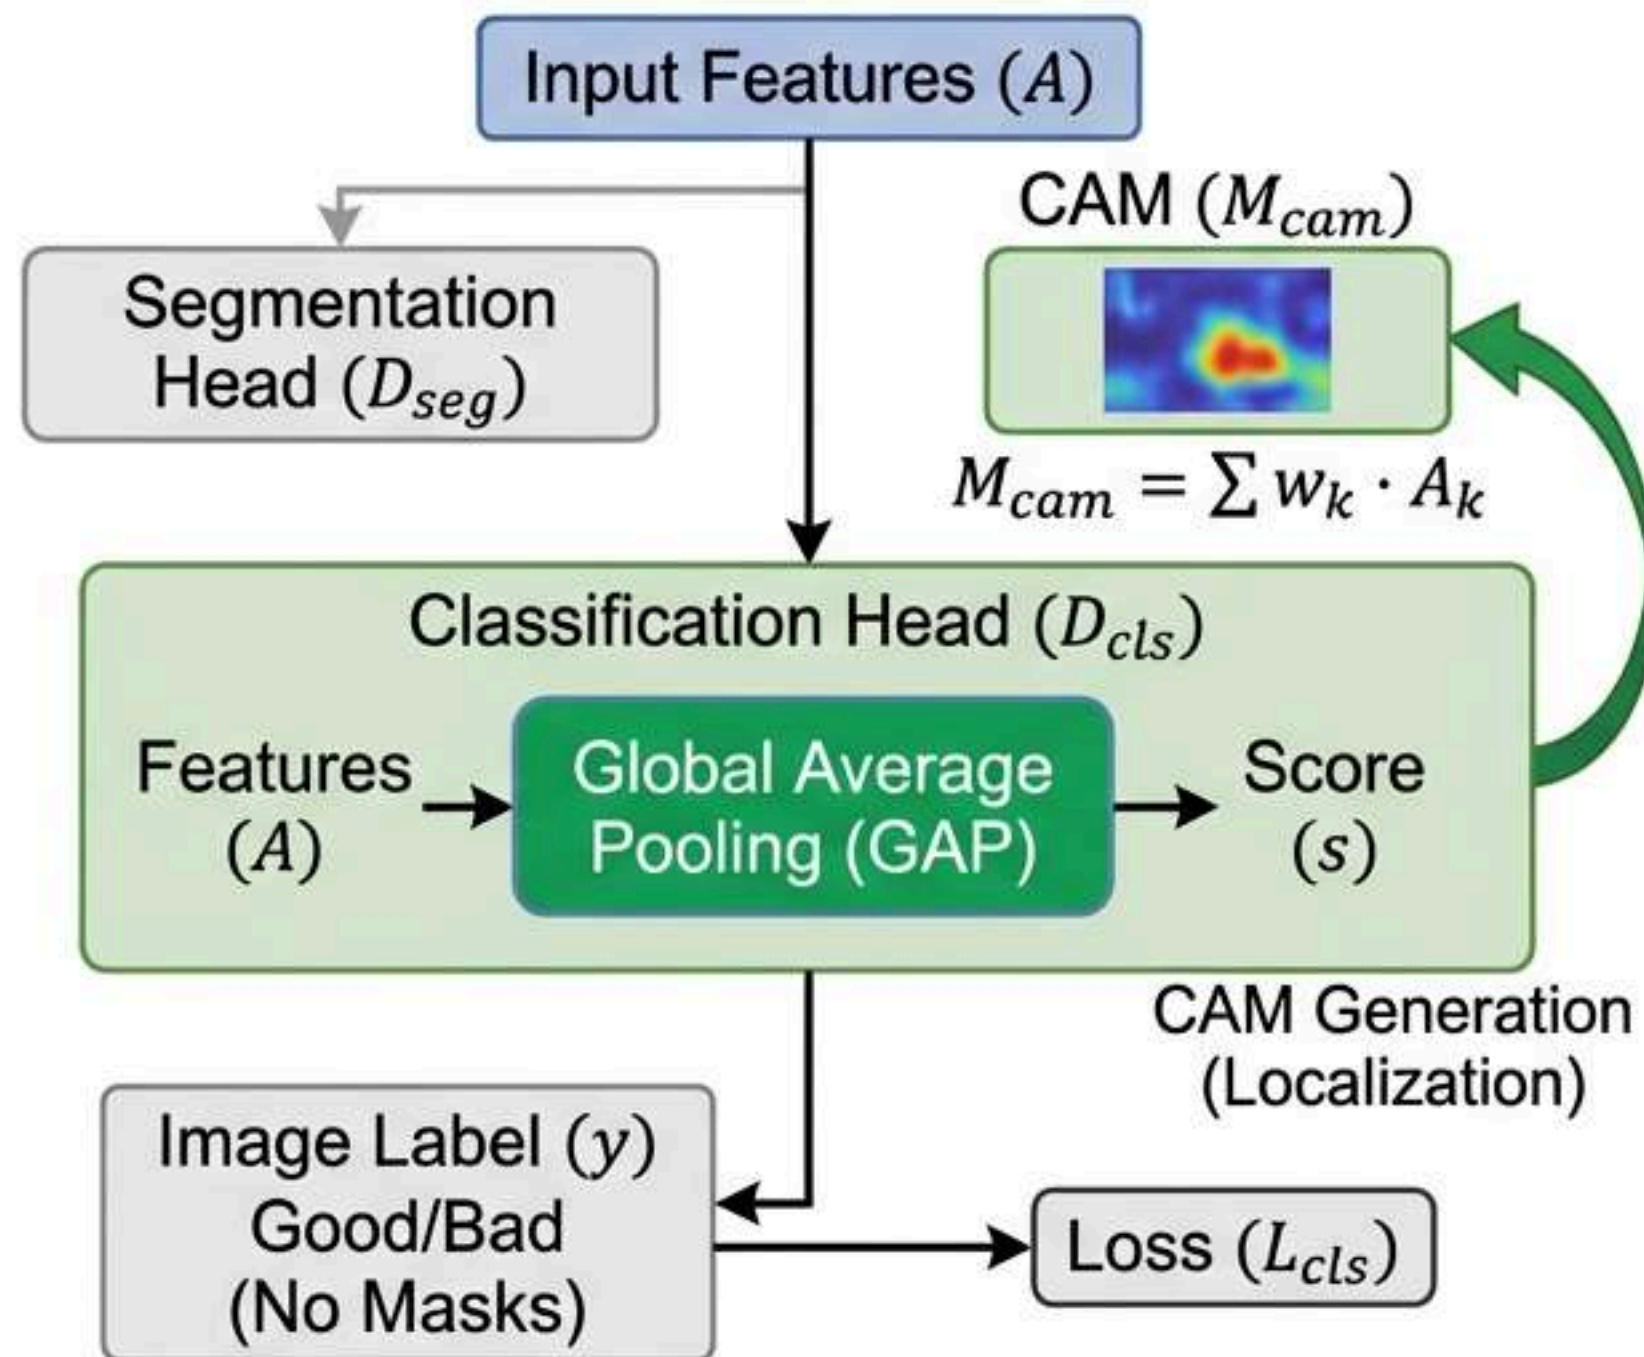 Input Features (A)
CAM (M_cam)
Segmentation
Head (D_seg)
M_cam = ∑ w_k · A_k
Classification Head (D_cls)
Features
(A)
Global Average
Pooling (GAP)
Score
(s)
CAM Generation
(Localization)
Image Label (y)
Good/Bad
(No Masks)
Loss (L_cls)